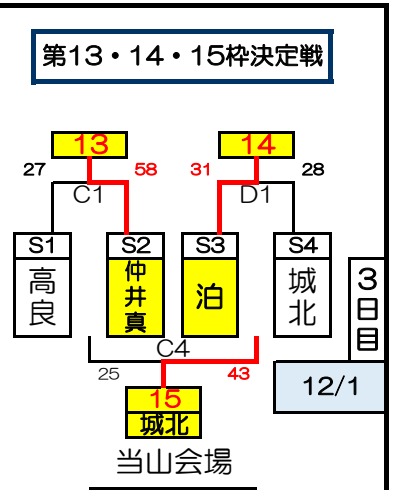 第13・14・15枠決定戦
13 14
27 58 31 28
C1 D1
S1 S2 S3 S4
高良 仲井真 泊 城北
3日目
C4
25 43
12/1
15
城北
当山会場